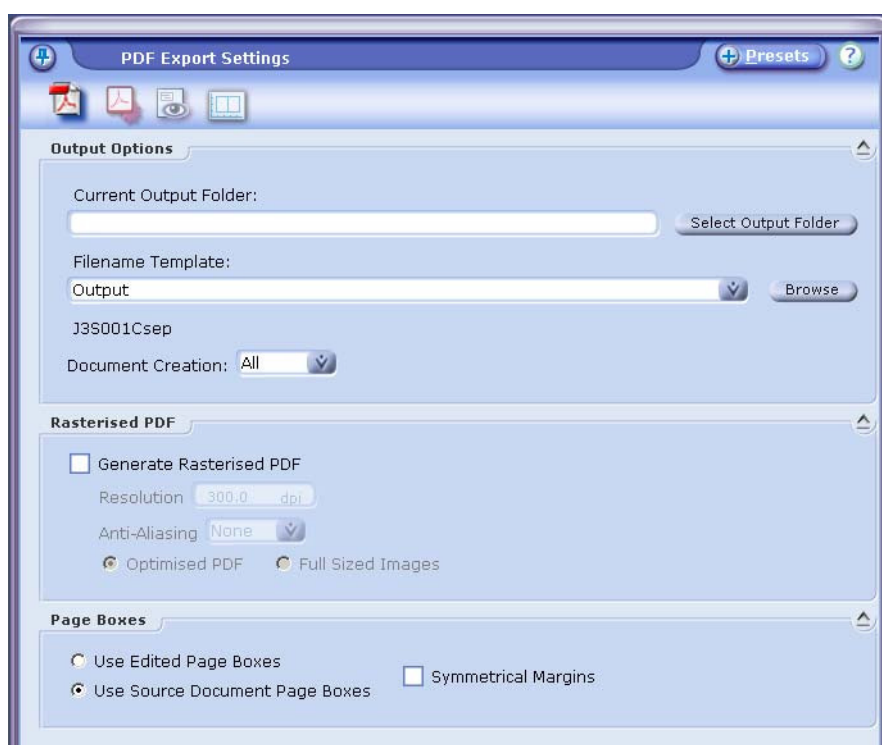 PDF Export Settings
Presets
?
Output Options
Current Output Folder:
Select Output Folder
Filename Template:
Output
Browse
J3S001Csep
Document Creation: All
Rasterised PDF
Generate Rasterised PDF
Resolution 300.0 dpi
Anti-Aliasing None
Optimised PDF Full Sized Images
Page Boxes
Use Edited Page Boxes
Symmetrical Margins
Use Source Document Page Boxes